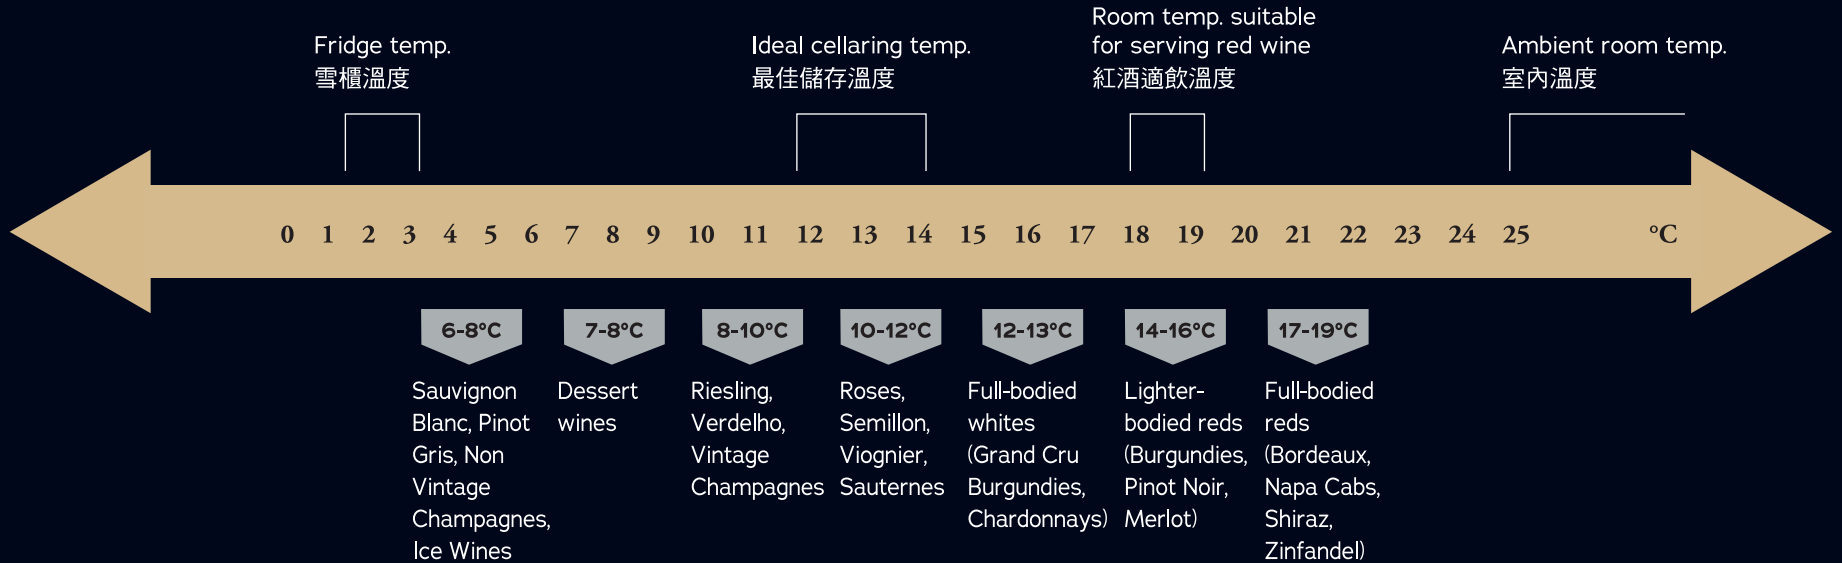 Fridge temp.
雪櫃溫度
Ideal cellaring temp.
最佳儲存溫度
Room temp. suitable
for serving red wine
紅酒適飲溫度
Ambient room temp.
室內溫度
0 1 2 3 4 5 6 7 8 9 10 11 12 13 14 15 16 17 18 19 20 21 22 23 24 25 °C
6-8°C
Sauvignon
Blanc, Pinot
Gris, Non
Vintage
Champagnes,
Ice Wines
7-8°C
Dessert
wines
8-10°C
Riesling,
Verdelho,
Vintage
Champagnes
10-12°C
Roses,
Semillon,
Viognier,
Sauternes
12-13°C
Full-bodied
whites
(Grand Cru
Burgundies,
Chardonnays)
14-16°C
Lighter-
bodied reds
(Burgundies,
Pinot Noir,
Merlot)
17-19°C
Full-bodied
reds
(Bordeaux,
Napa Cabs,
Shiraz,
Zinfandel)